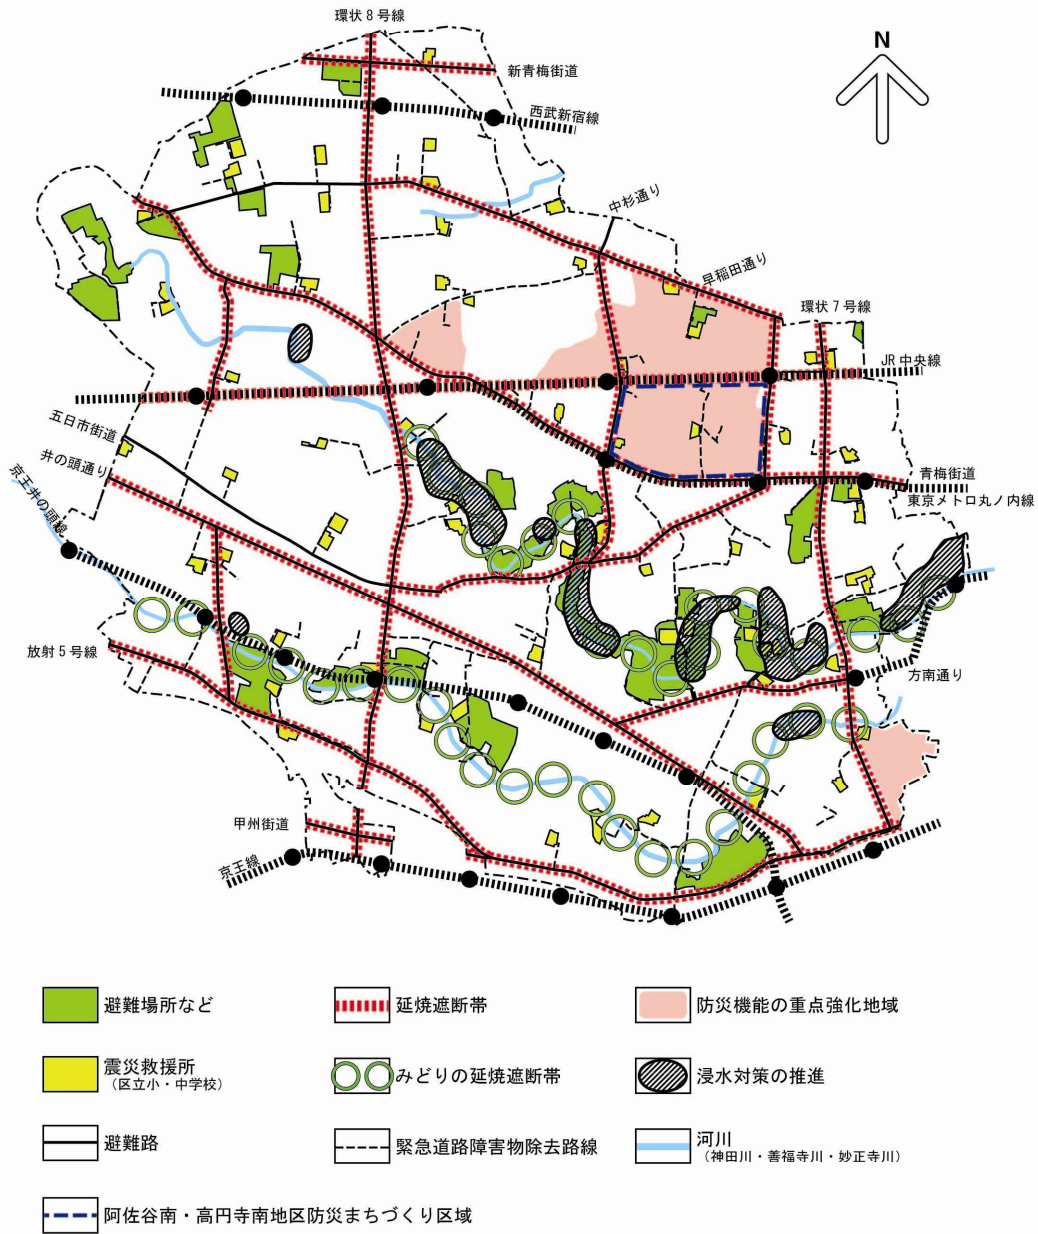 環状8号線
N
新青梅街道
西武新宿線
中杉通り
早稲田通り
環状7号線
JR中央線
五日市街道
井の頭通り
京王井の頭線
青梅街道
東京メトロ丸ノ内線
放射5号線
方南通り
甲州街道
京王線
避難場所など
延焼遮断帯
防災機能の重点強化地域
震災救援所
(区立小・中学校)
みどりの延焼遮断帯
浸水対策の推進
避難路
緊急道路障害物除去路線
河川
(神田川・善福寺川・妙正寺川)
阿佐谷南・高円寺南地区防災まちづくり区域